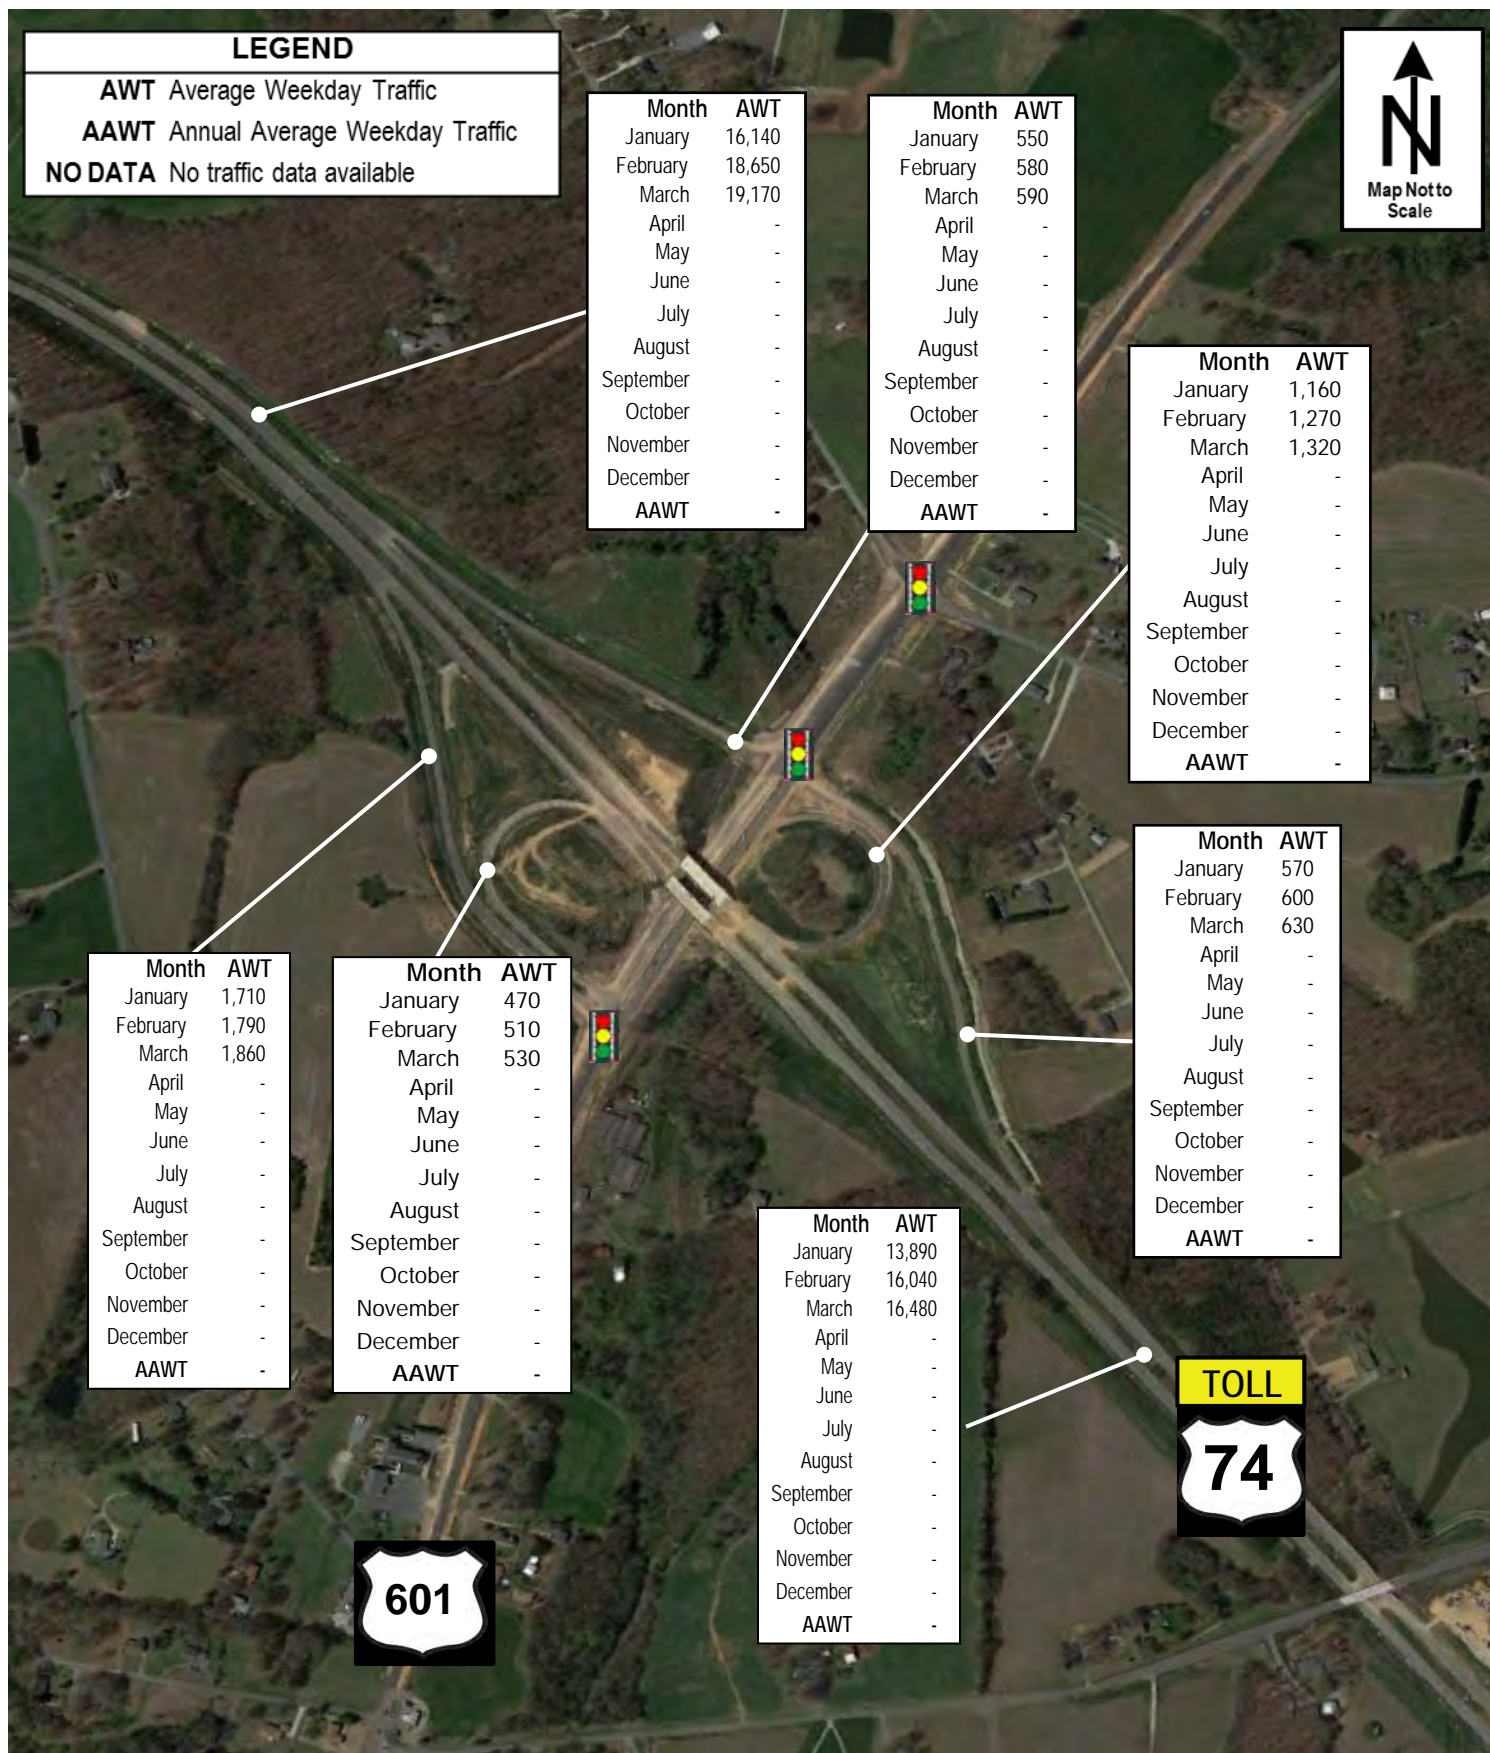 LEGEND
AWT Average Weekday Traffic
AAWT Annual Average Weekday Traffic
NO DATA No traffic data available
Month AWT
January 16,140
February 18,650
March 19,170
April -
May -
June -
July -
August -
September -
October -
November -
December -
AAWT -
Month AWT
January 550
February 580
March 590
April -
May -
June -
July -
August -
September -
October -
November -
December -
AAWT -
N
Map Not to
Scale
Month AWT
January 1,160
February 1,270
March 1,320
April -
May -
June -
July -
August -
September -
October -
November -
December -
AAWT -
Month AWT
January 570
February 600
March 630
April -
May -
June -
July -
August -
September -
October -
November -
December -
AAWT -
Month AWT
January 1,710
February 1,790
March 1,860
April -
May -
June -
July -
August -
September -
October -
November -
December -
AAWT -
Month AWT
January 470
February 510
March 530
April -
May -
June -
July -
August -
September -
October -
November -
December -
AAWT -
Month AWT
January 13,890
February 16,040
March 16,480
April -
May -
June -
July -
August -
September -
October -
November -
December -
AAWT -
TOLL
74
601